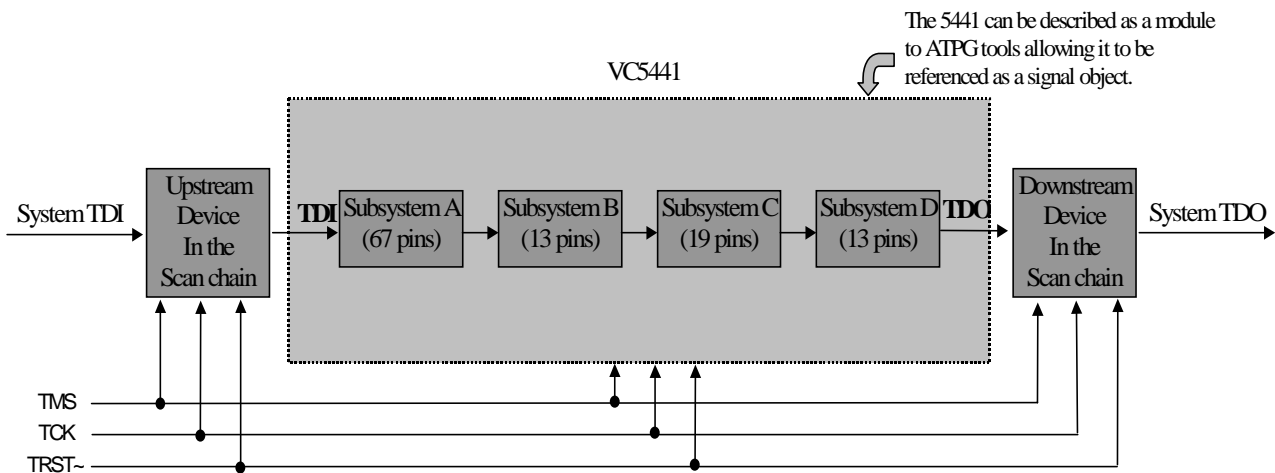 The 5441 can be described as a module
to ATPG tools allowing it to be
referenced as a signal object.
VC5441
System TDI
Upstream
Device
In the
Scan chain
TDI
Subsystem A
(67 pins)
Subsystem B
(13 pins)
Subsystem C
(19 pins)
Subsystem D
(13 pins)
TDO
Downstream
Device
In the
Scan chain
System TDO
TMS
TCK
TRST~